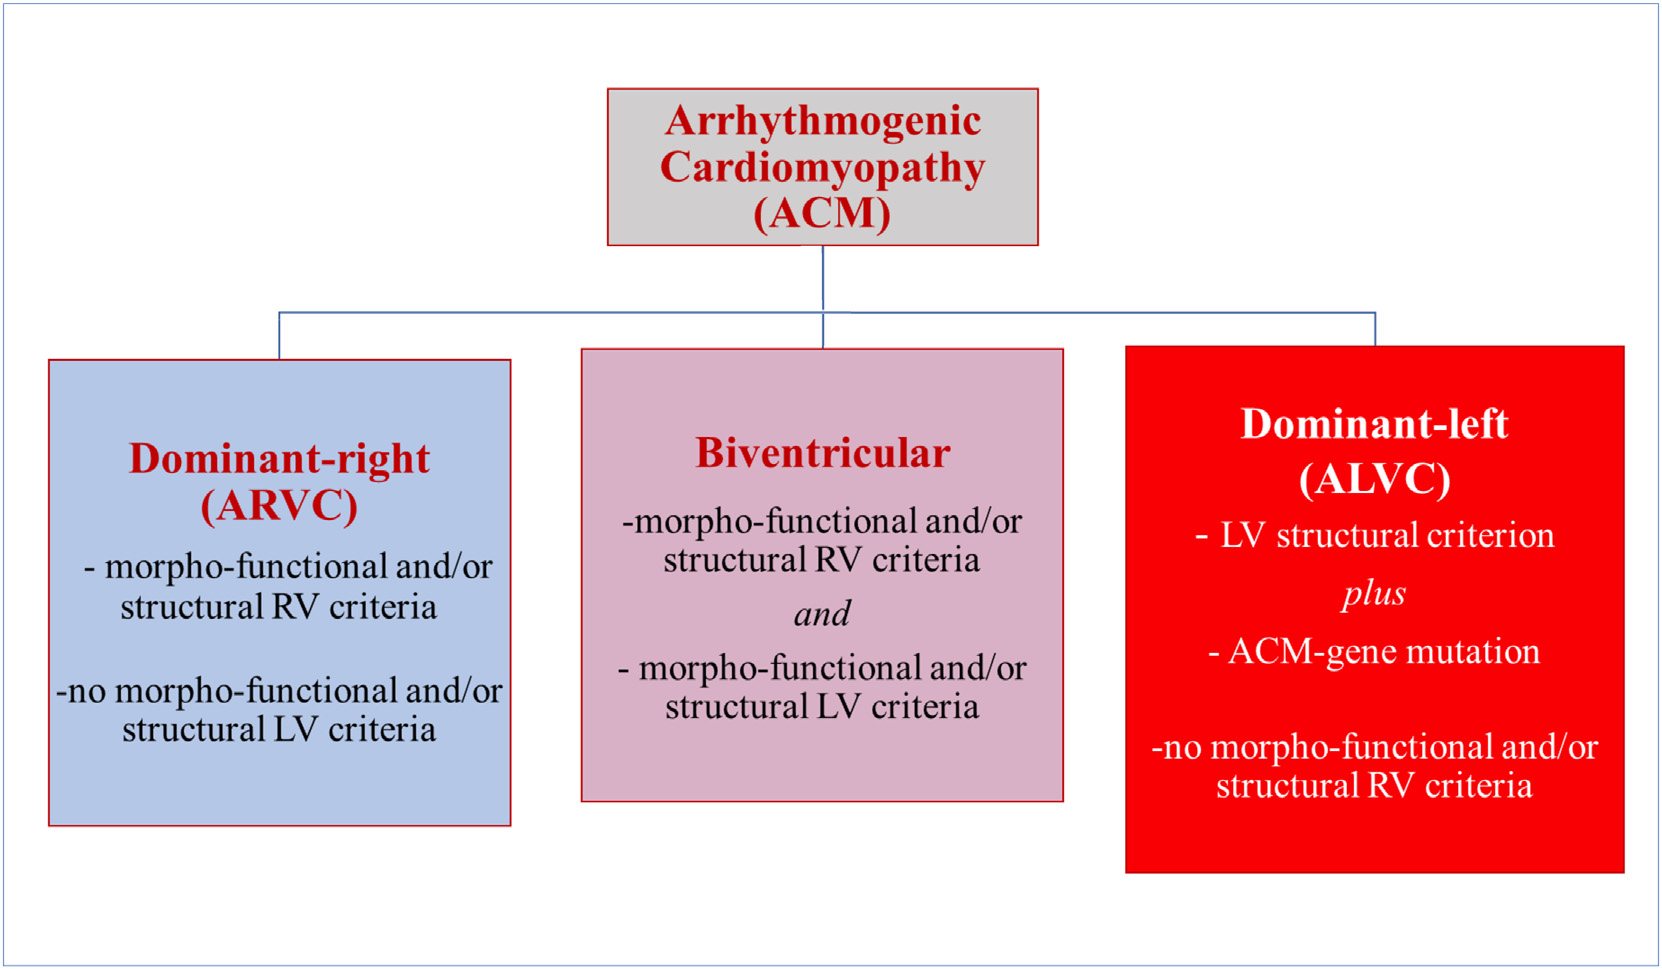 Arrhythmogenic
Cardiomyopathy
(ACM)
Dominant-right
(ARVC)
- morpho-functional and/or
structural RV criteria
-no morpho-functional and/or
structural LV criteria
Biventricular
-morpho-functional and/or
structural RV criteria
and
- morpho-functional and/or
structural LV criteria
Dominant-left
(ALVC)
- LV structural criterion
plus
- ACM-gene mutation
-no morpho-functional and/or
structural RV criteria